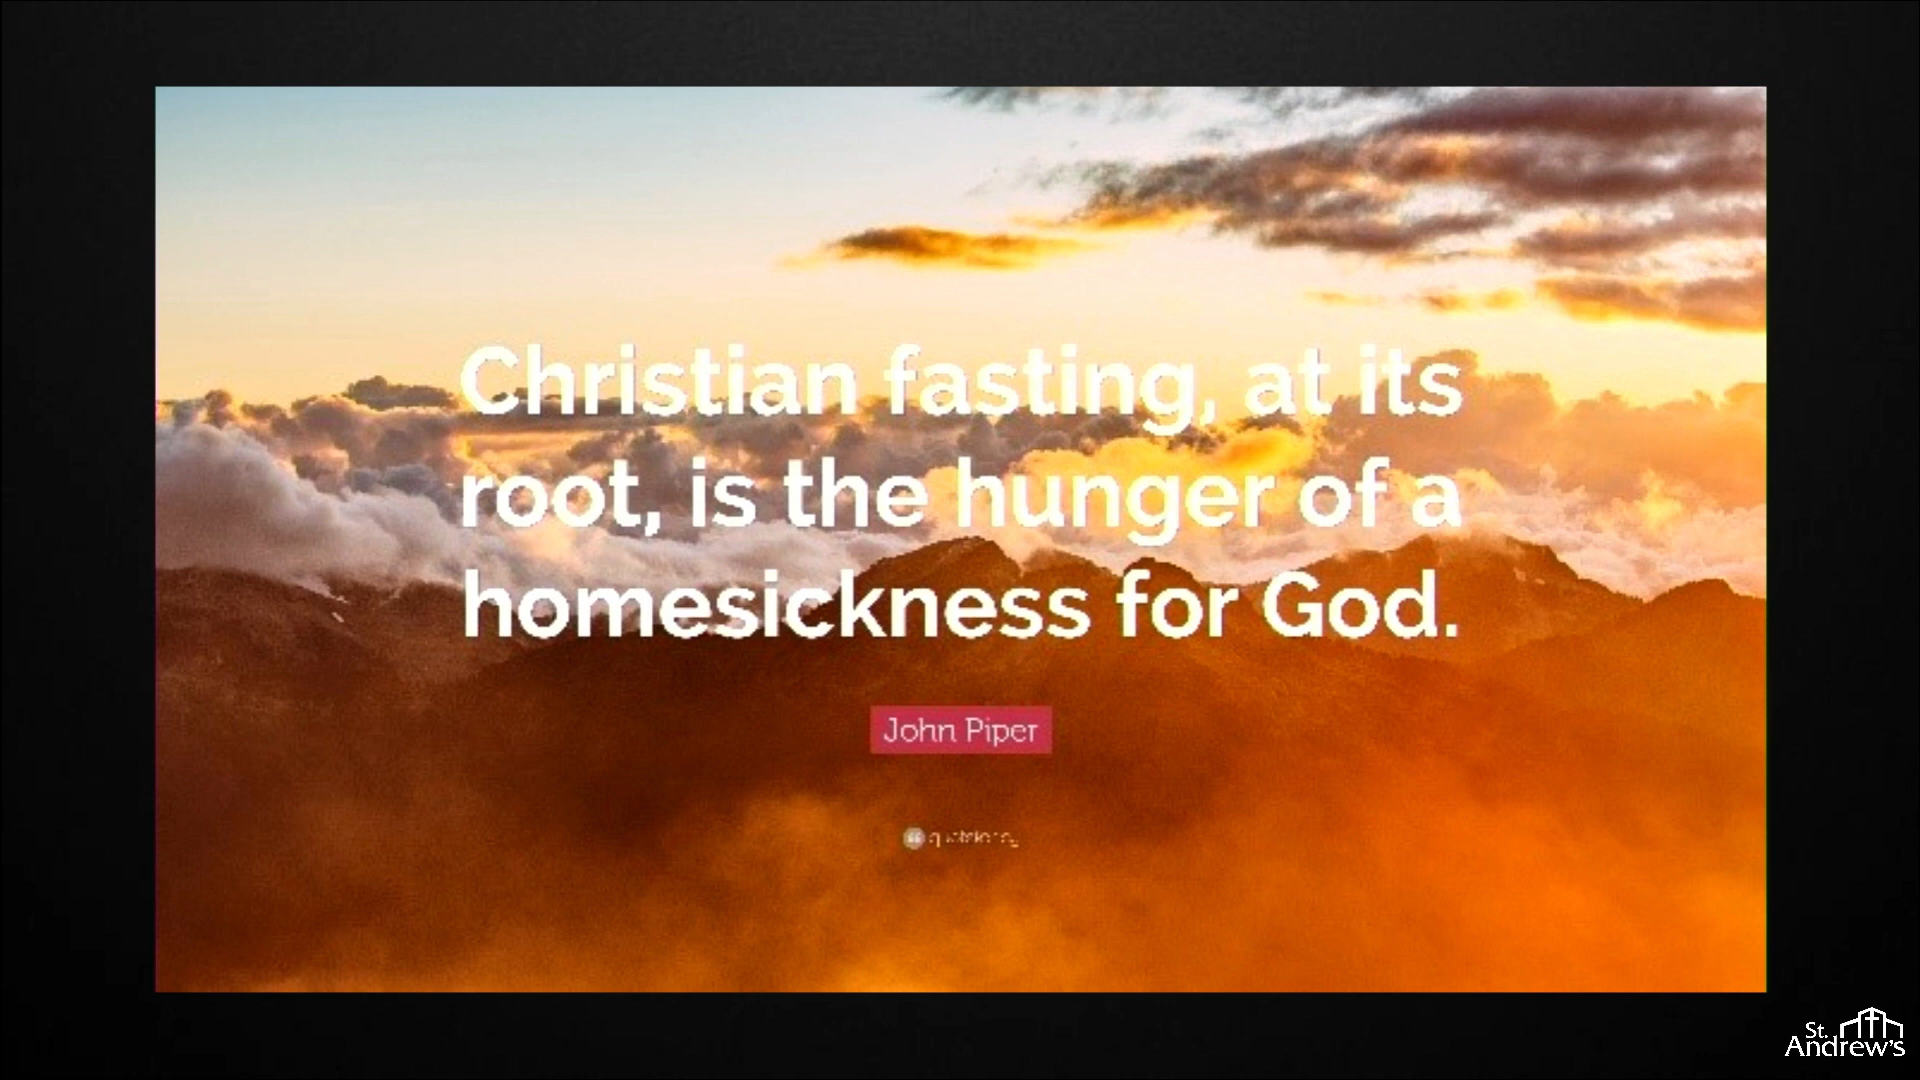 Christian fasting, at its
root, is the hunger of a
homesickness for God.
John Piper
St.
Andrew's